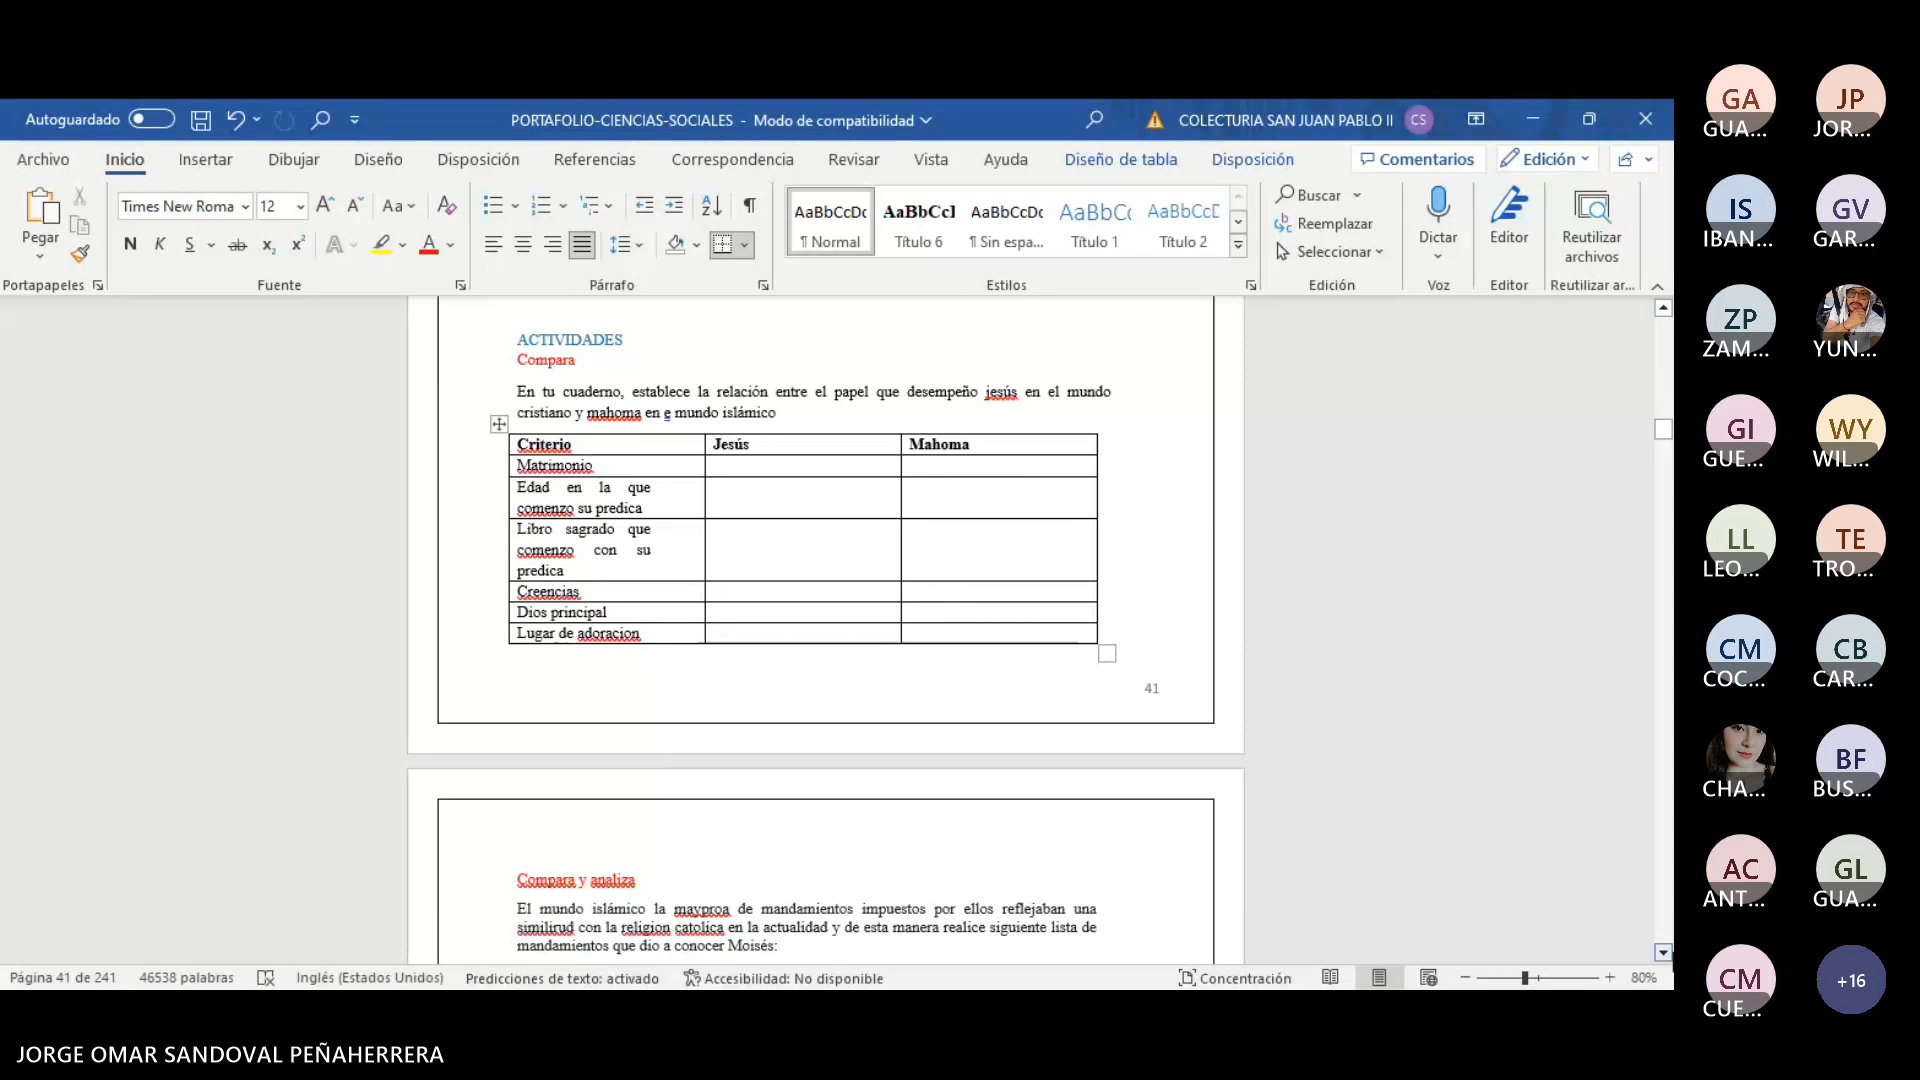 Autoguardado
PORTAFOLIO-CIENCIAS-SOCIALES - Modo de compatibilidad
COLECTURIA SAN JUAN PABLO II
CS
Archivo Inicio Insertar Dibujar Diseño Disposición Referencias Correspondencia Revisar Vista Ayuda Diseño de tabla Disposición Comentarios Edición
Pegar
Portapapeles
Times New Roma
12
Aa
N K S ab x₂ x²
Fuente
Párrafo
AaBbCcDc AaBbCcI AaBbCcDc AaBbCc AaBbCcD
¶ Normal Título 6 ¶ Sin espa... Título 1 Título 2
Estilos
Buscar
Reemplazar
Seleccionar
Edición
Dictar
Voz
Editor
Editor
Reutilizar
archivos
Reutilizar ar...
ACTIVIDADES
Compara
En tu cuaderno, establece la relación entre el papel que desempeño jesús en el mundo
cristiano y mahoma en e mundo islámico
Criterio Jesús Mahoma
Matrimonio
Edad en la que
comenzo su predica
Libro sagrado que
comenzo con su
predica
Creencias
Dios principal
Lugar de adoracion
41
Compara y analiza
El mundo islámico la mayproa de mandamientos impuestos por ellos reflejaban una
similirud con la religion catolica en la actualidad y de esta manera realice siguiente lista de
mandamientos que dio a conocer Moisés:
Página 41 de 241 46538 palabras Inglés (Estados Unidos) Predicciones de texto: activado Accesibilidad: No disponible Concentración 80%
JORGE OMAR SANDOVAL PEÑAHERRERA
GA JP
GUA... JOR...
IS GV
IBAN... GAR...
ZP
ZAM... YUN...
GI WY
GUE... WIL...
LL TE
LEO... TRO...
CM CB
COC... CAR...
BF
CHA... BUS...
AC GL
ANT... GUA...
CM +16
CUE...